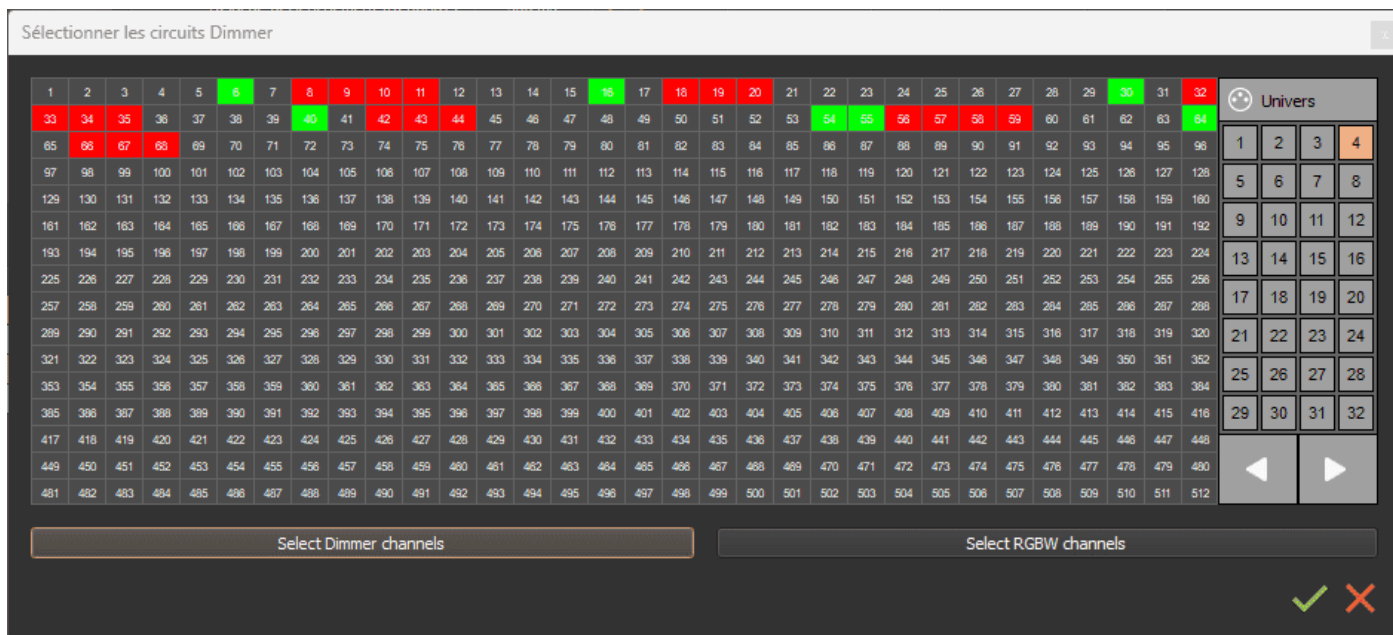 Sélectionner les circuits Dimmer
1 2 3 4 5 6 7 8 9 10 11 12 13 14 15 16 17 18 19 20 21 22 23 24 25 26 27 28 29 30 31 32
33 34 35 36 37 38 39 40 41 42 43 44 45 46 47 48 49 50 51 52 53 54 55 56 57 58 59 60 61 62 63 64
65 66 67 68 69 70 71 72 73 74 75 76 77 78 79 80 81 82 83 84 85 86 87 88 89 90 91 92 93 94 95 96
97 98 99 100 101 102 103 104 105 106 107 108 109 110 111 112 113 114 115 116 117 118 119 120 121 122 123 124 125 126 127 128
129 130 131 132 133 134 135 136 137 138 139 140 141 142 143 144 145 146 147 148 149 150 151 152 153 154 155 156 157 158 159 160
161 162 163 164 165 166 167 168 169 170 171 172 173 174 175 176 177 178 179 180 181 182 183 184 185 186 187 188 189 190 191 192
193 194 195 196 197 198 199 200 201 202 203 204 205 206 207 208 209 210 211 212 213 214 215 216 217 218 219 220 221 222 223 224
225 226 227 228 229 230 231 232 233 234 235 236 237 238 239 240 241 242 243 244 245 246 247 248 249 250 251 252 253 254 255 256
257 258 259 260 261 262 263 264 265 266 267 268 269 270 271 272 273 274 275 276 277 278 279 280 281 282 283 284 285 286 287 288
289 290 291 292 293 294 295 296 297 298 299 300 301 302 303 304 305 306 307 308 309 310 311 312 313 314 315 316 317 318 319 320
321 322 323 324 325 326 327 328 329 330 331 332 333 334 335 336 337 338 339 340 341 342 343 344 345 346 347 348 349 350 351 352
353 354 355 356 357 358 359 360 361 362 363 364 365 366 367 368 369 370 371 372 373 374 375 376 377 378 379 380 381 382 383 384
385 386 387 388 389 390 391 392 393 394 395 396 397 398 399 400 401 402 403 404 405 406 407 408 409 410 411 412 413 414 415 416
417 418 419 420 421 422 423 424 425 426 427 428 429 430 431 432 433 434 435 436 437 438 439 440 441 442 443 444 445 446 447 448
449 450 451 452 453 454 455 456 457 458 459 460 461 462 463 464 465 466 467 468 469 470 471 472 473 474 475 476 477 478 479 480
481 482 483 484 485 486 487 488 489 490 491 492 493 494 495 496 497 498 499 500 501 502 503 504 505 506 507 508 509 510 511 512
Univers
1 2 3 4
5 6 7 8
9 10 11 12
13 14 15 16
17 18 19 20
21 22 23 24
25 26 27 28
29 30 31 32
Select Dimmer channels
Select RGBW channels